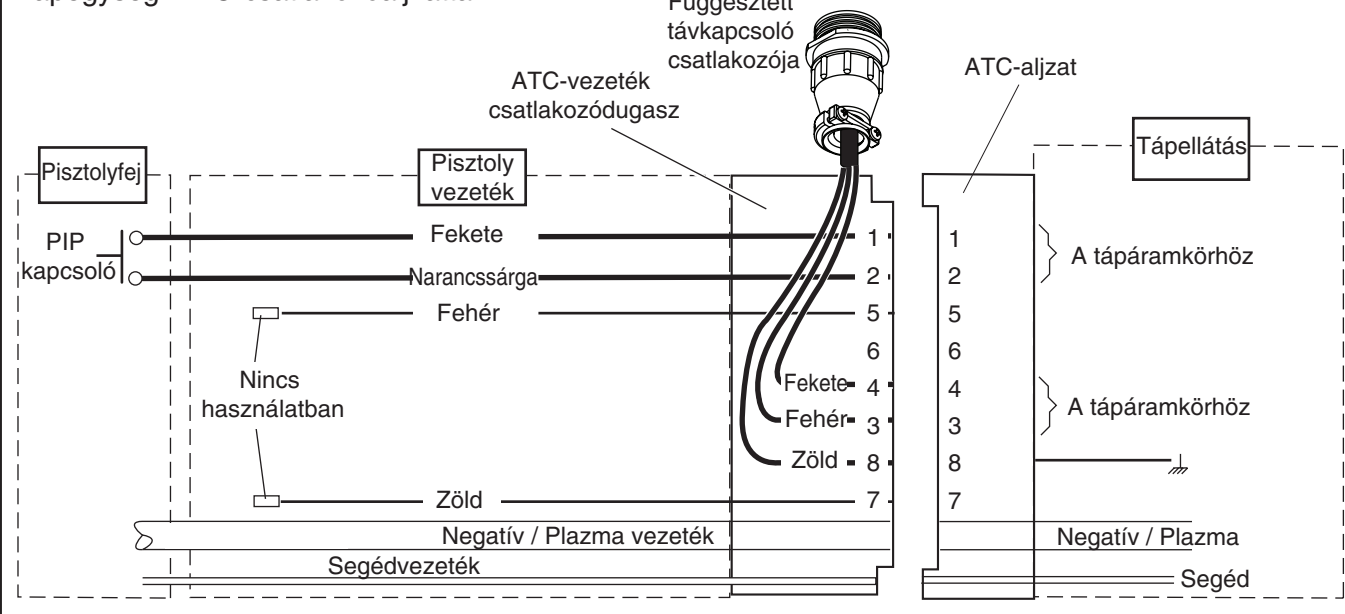 Függesztett
távkapcsoló
csatlakozója
ATC-vezeték
csatlakozódugasz
ATC-aljzat
Pisztolyfej
Pisztoly
vezeték
Tápellátás
PIP
kapcsoló
Fekete
1
1
A tápáramkörhöz
Narancssárga
2
2
Fehér
5
5
6
6
Nincs
használatban
Fekete
4
4
A tápáramkörhöz
Fehér
3
3
Zöld
8
8
Zöld
7
7
Negatív / Plazma vezeték
Negatív / Plazma
Segédvezeték
Segéd